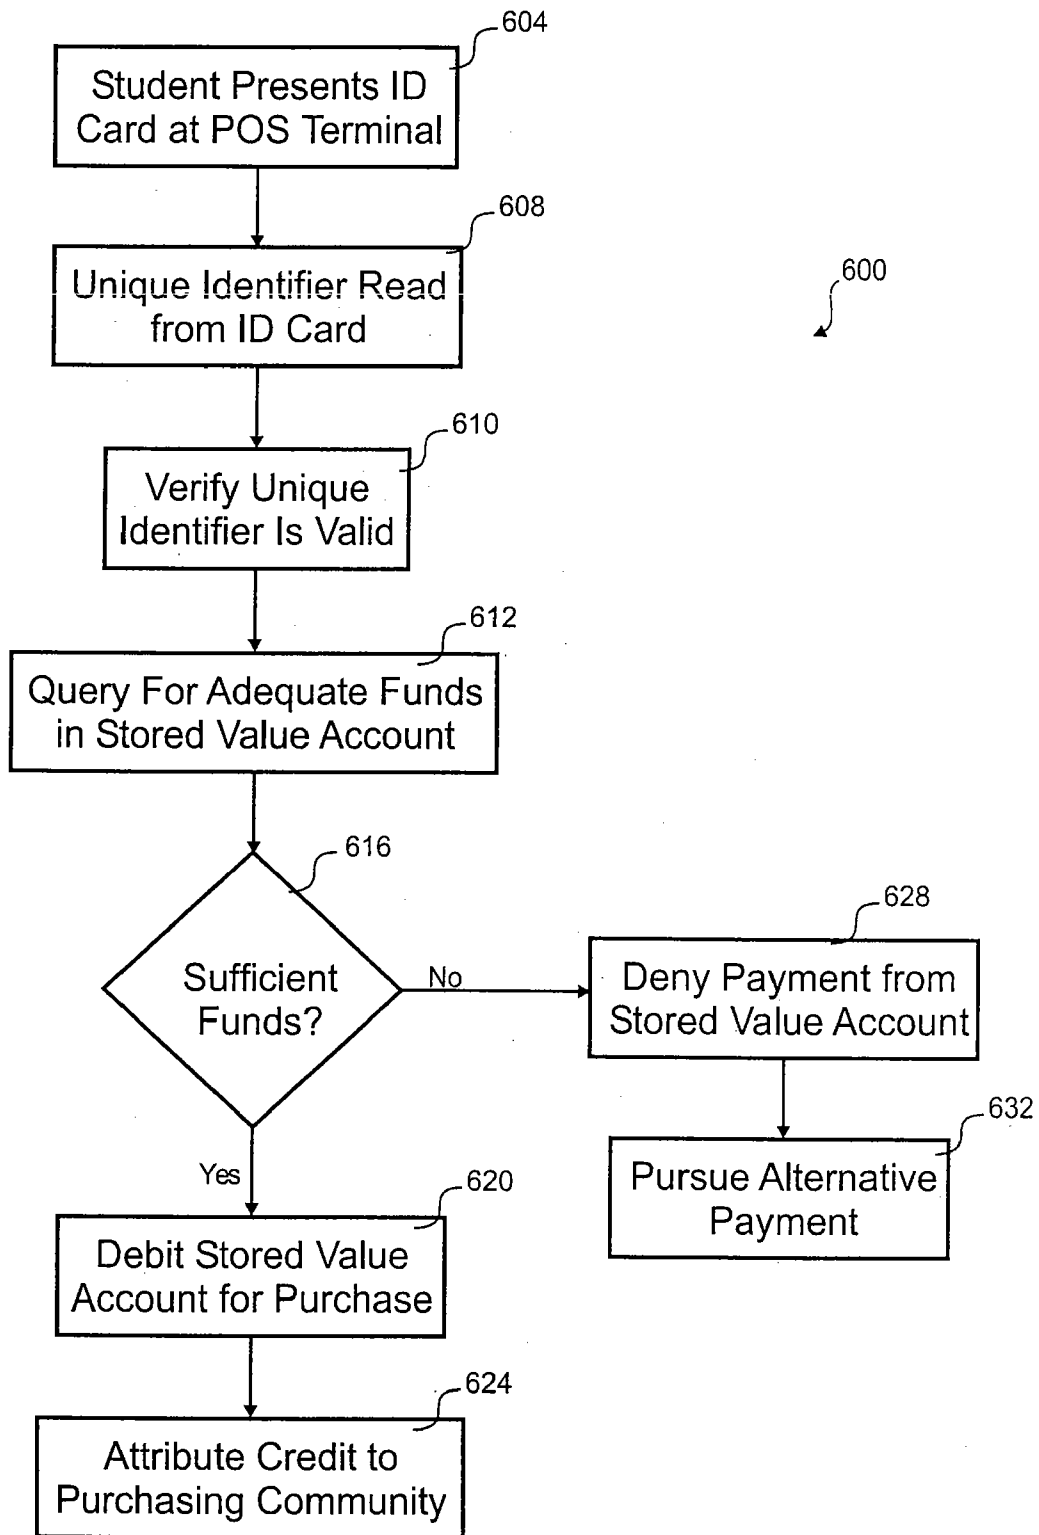 604
Student Presents ID
Card at POS Terminal
608
Unique Identifier Read
from ID Card
600
610
Verify Unique
Identifier Is Valid
612
Query For Adequate Funds
in Stored Value Account
616
Sufficient
Funds?
No
628
Deny Payment from
Stored Value Account
632
Pursue Alternative
Payment
Yes
620
Debit Stored Value
Account for Purchase
624
Attribute Credit to
Purchasing Community